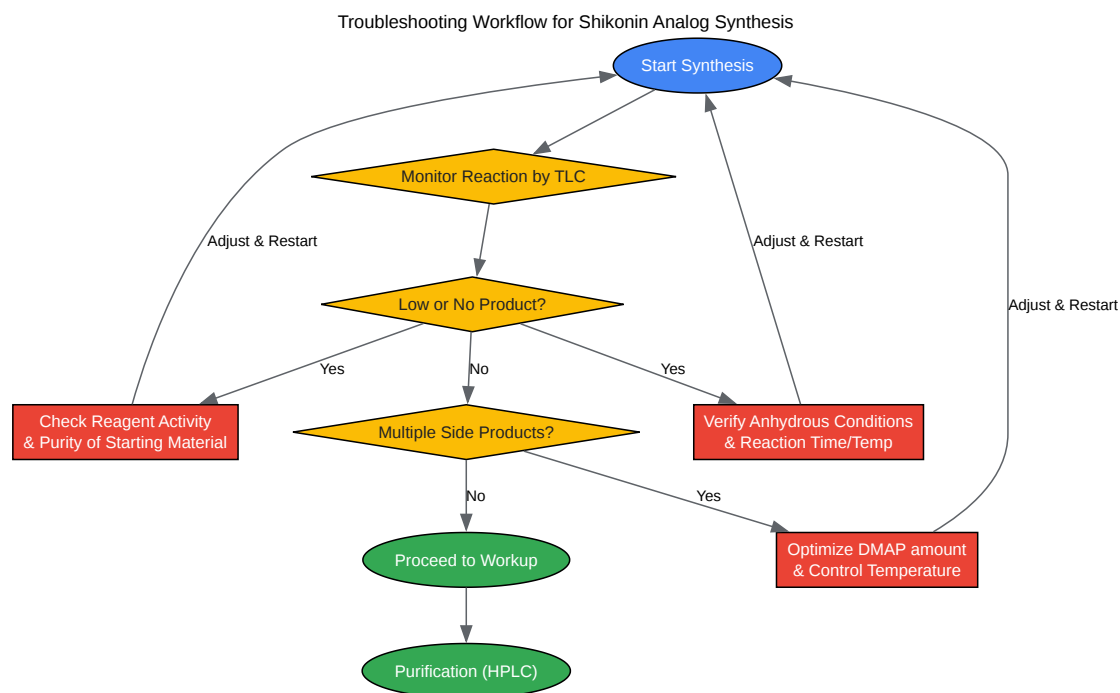 Troubleshooting Workflow for Shikonin Analog Synthesis
Start Synthesis
Monitor Reaction by TLC
Adjust & Restart
Adjust & Restart
Low or No Product?
Adjust & Restart
Yes
No
Yes
Check Reagent Activity
& Purity of Starting Material
Multiple Side Products?
Verify Anhydrous Conditions
& Reaction Time/Temp
No
Yes
Proceed to Workup
Optimize DMAP amount
& Control Temperature
Purification (HPLC)